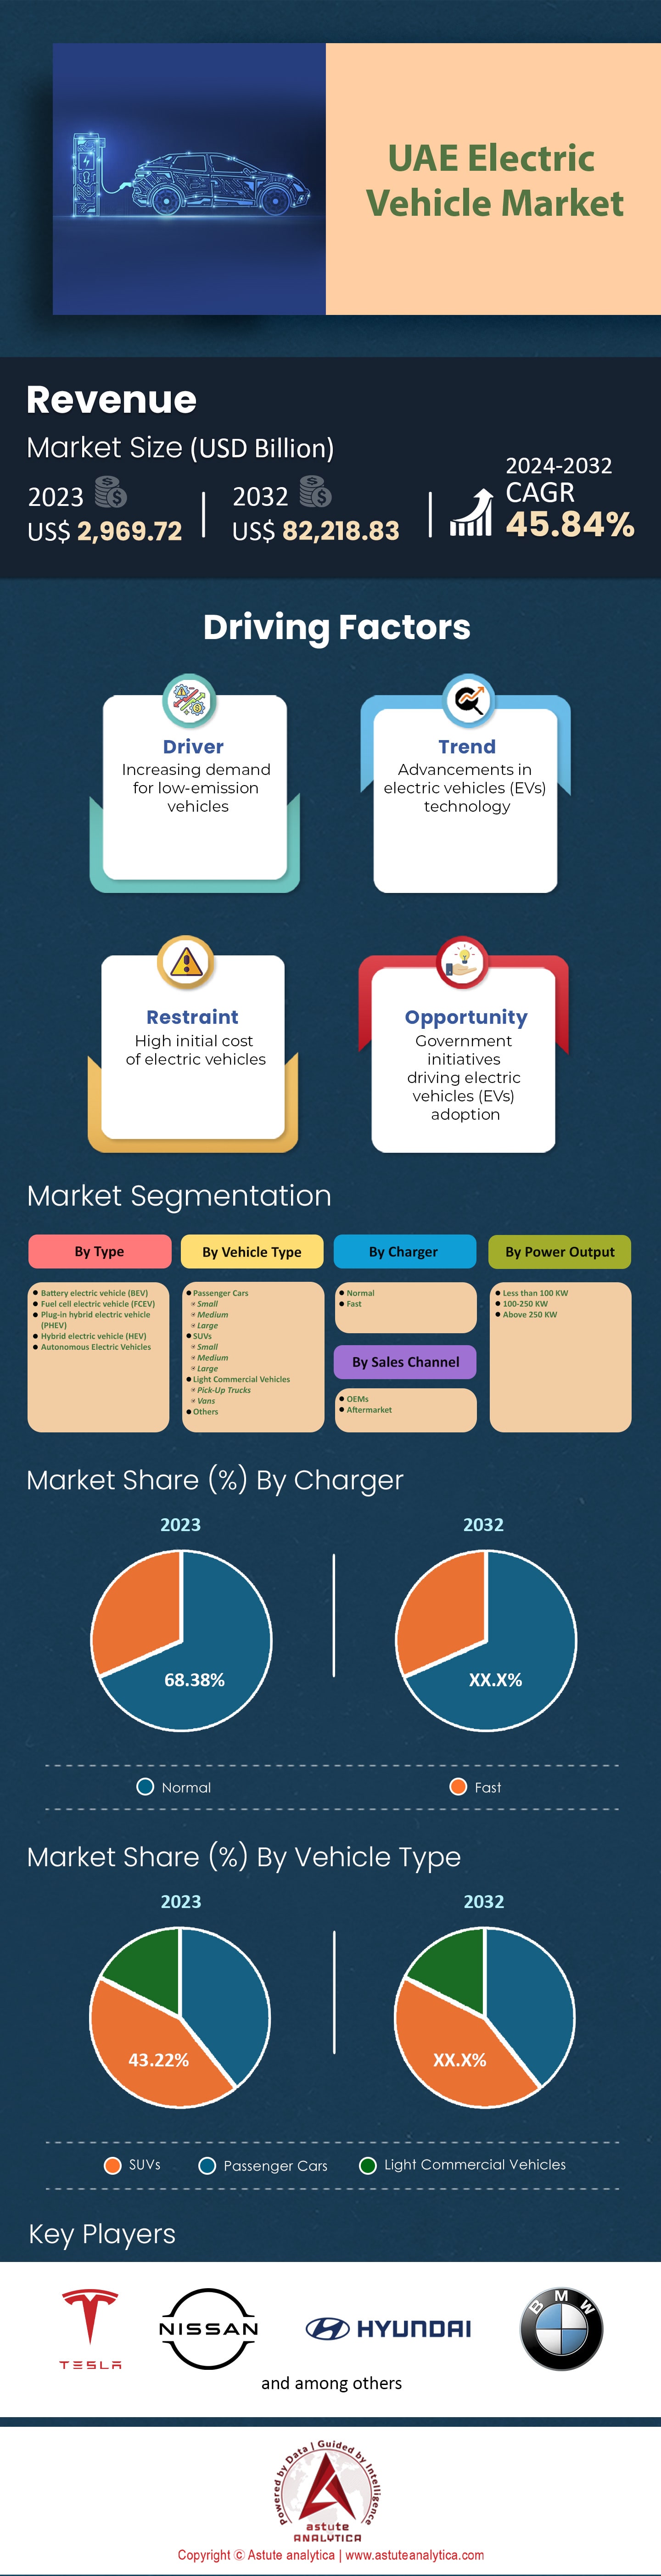 UAE Electric
Vehicle Market
Revenue
Market Size (USD Billion)
2023
US$ 2,969.72
2032
US$ 82,218.83
2024-2032
CAGR
45.84%
Driving Factors
Driver
Increasing demand
for low-emission
vehicles
Trend
Advancements in
electric vehicles (EVs)
technology
Restraint
High initial cost
of electric vehicles
Opportunity
Government
initiatives
driving electric
vehicles (EVs)
adoption
Market Segmentation
By Type
Battery electric vehicle (BEV)
Fuel cell electric vehicle (FCEV)
Plug-in hybrid electric vehicle
(PHEV)
Hybrid electric vehicle (HEV)
Autonomous Electric Vehicles
By Vehicle Type
Passenger Cars
Small
Medium
Large
SUVs
Small
Medium
Large
Light Commercial Vehicles
Pick-Up Trucks
Vans
Others
By Charger
Normal
Fast
By Sales Channel
OEMs
Aftermarket
By Power Output
Less than 100 KW
100-250 KW
Above 250 KW
Market Share (%) By Charger
2023
68.38%
2032
XX.X%
Normal
Fast
Market Share (%) By Vehicle Type
2023
43.22%
2032
XX.X%
SUVs
Passenger Cars
Light Commercial Vehicles
Key Players
TESLA
NISSAN
HYUNDAI
BMW
and among others
Powered by Data | Guided by Intelligence
astute
ANALYTICA
Copyright © Astute analytica | www.astuteanalytica.com